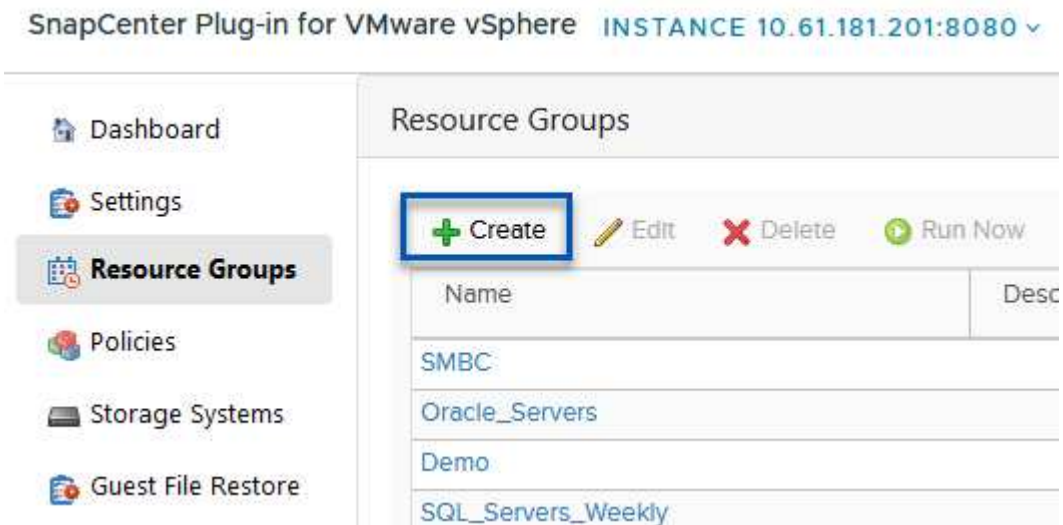 SnapCenter Plug-in for VMware vSphere INSTANCE 10.61.181.201:8080
Dashboard
Settings
Resource Groups
Policies
Storage Systems
Guest File Restore
Resource Groups
Create Edit Delete Run Now
Name Desc
SMBC
Oracle_Servers
Demo
SQL_Servers_Weekly